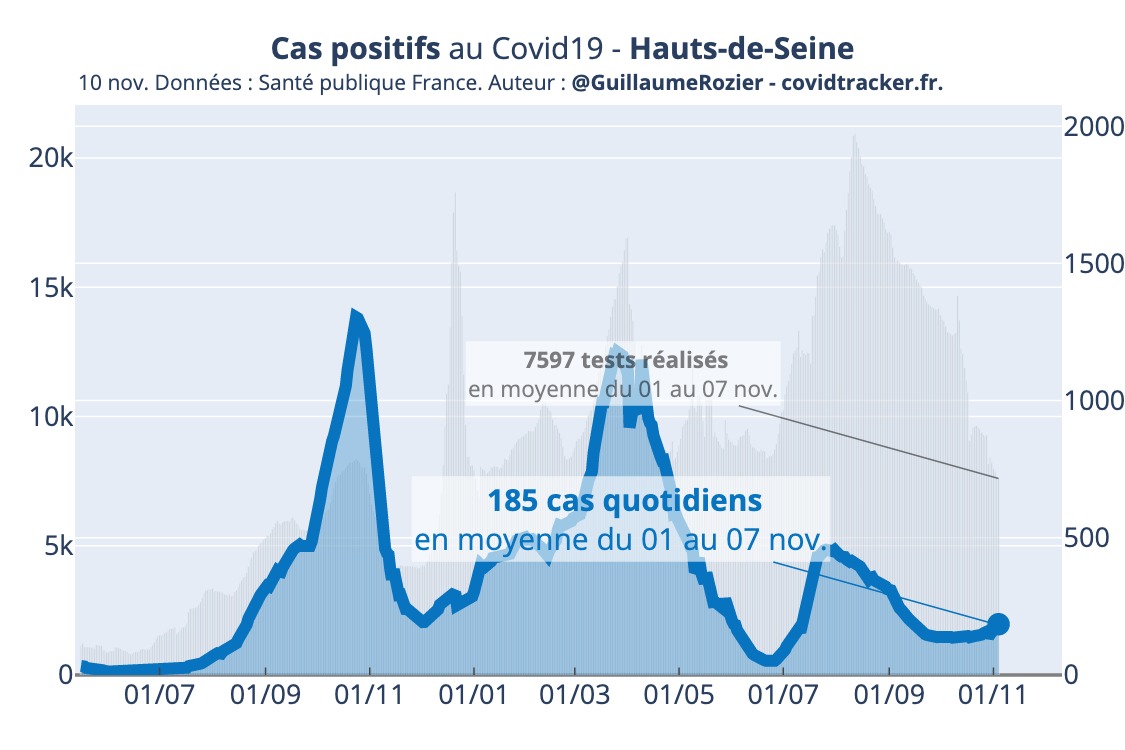 Cas positifs au Covid19 - Hauts-de-Seine
10 nov. Données : Santé publique France. Auteur : @GuillaumeRozier - covidtracker.fr.
2000
20k
1500
15k
7597 tests réalisés
en moyenne du 01 au 07 nov.
1000
10k
185 cas quotidiens
en moyenne du 01 au 07 nov.
500
5k
0
0
01/07 01/09 01/11 01/01 01/03 01/05 01/07 01/09 01/11